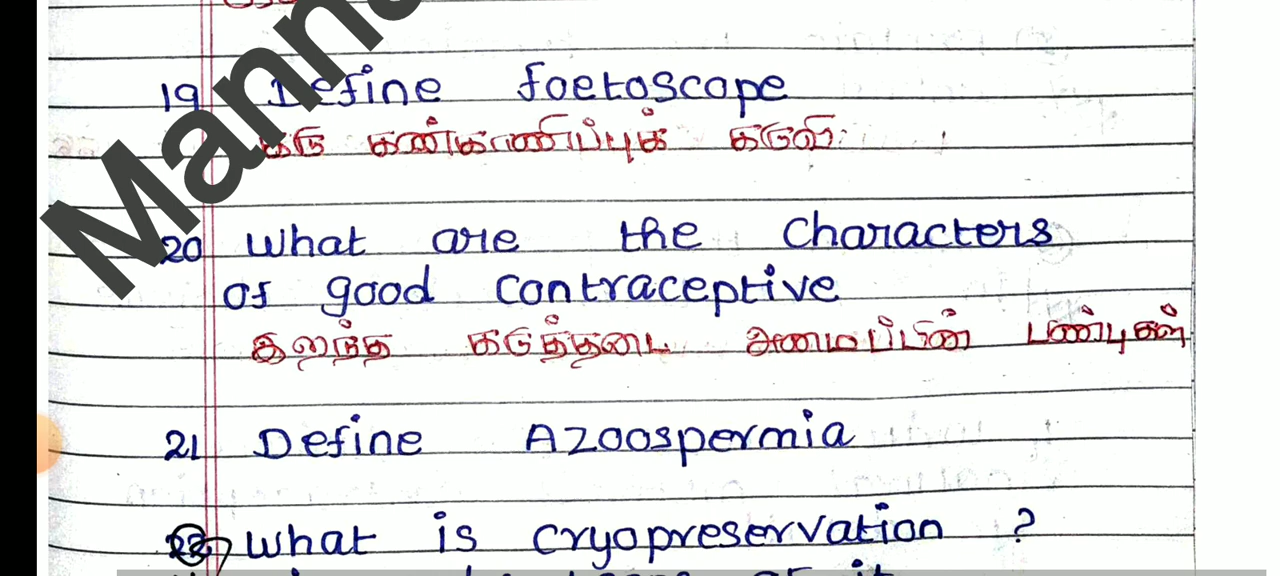 19 Define foetoscope
கரு கண்காணிப்புக் கருவி
20 What are the characters
of good contraceptive
சிறந்த கருத்தடை அமைப்பின் பண்புகள்
21 Define Azoospermia
What is cryopreservation ?